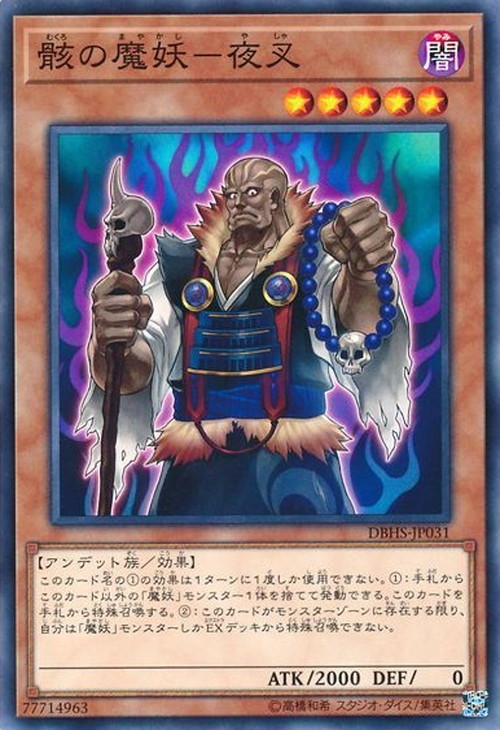 骸の魔妖－夜叉
闇
DBHS-JP031
【アンデット族／効果】
このカード名の①の効果は１ターンに１度しか使用できない。①：手札から
このカード以外の「魔妖」モンスター１体を捨てて発動できる。このカードを
手札から特殊召喚する。②：このカードがモンスターゾーンに存在する限り、
自分は「魔妖」モンスターしかEXデッキから特殊召喚できない。
ATK/2000 DEF/ 0
77714963
©高橋和希 スタジオ・ダイス/集英社